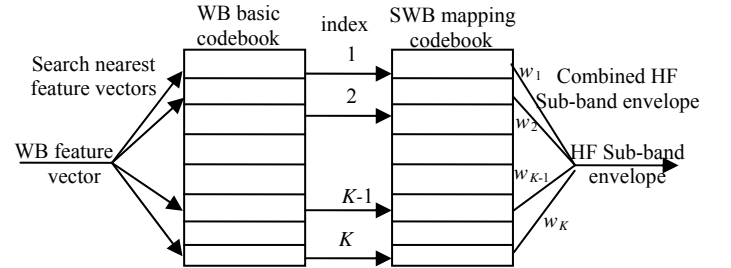 WB basic
codebook
index
SWB mapping
codebook
Search nearest
feature vectors
1
2
K-1
K
WB feature
vector
w1
w2
wK-1
wK
Combined HF
Sub-band envelope
HF Sub-band
envelope